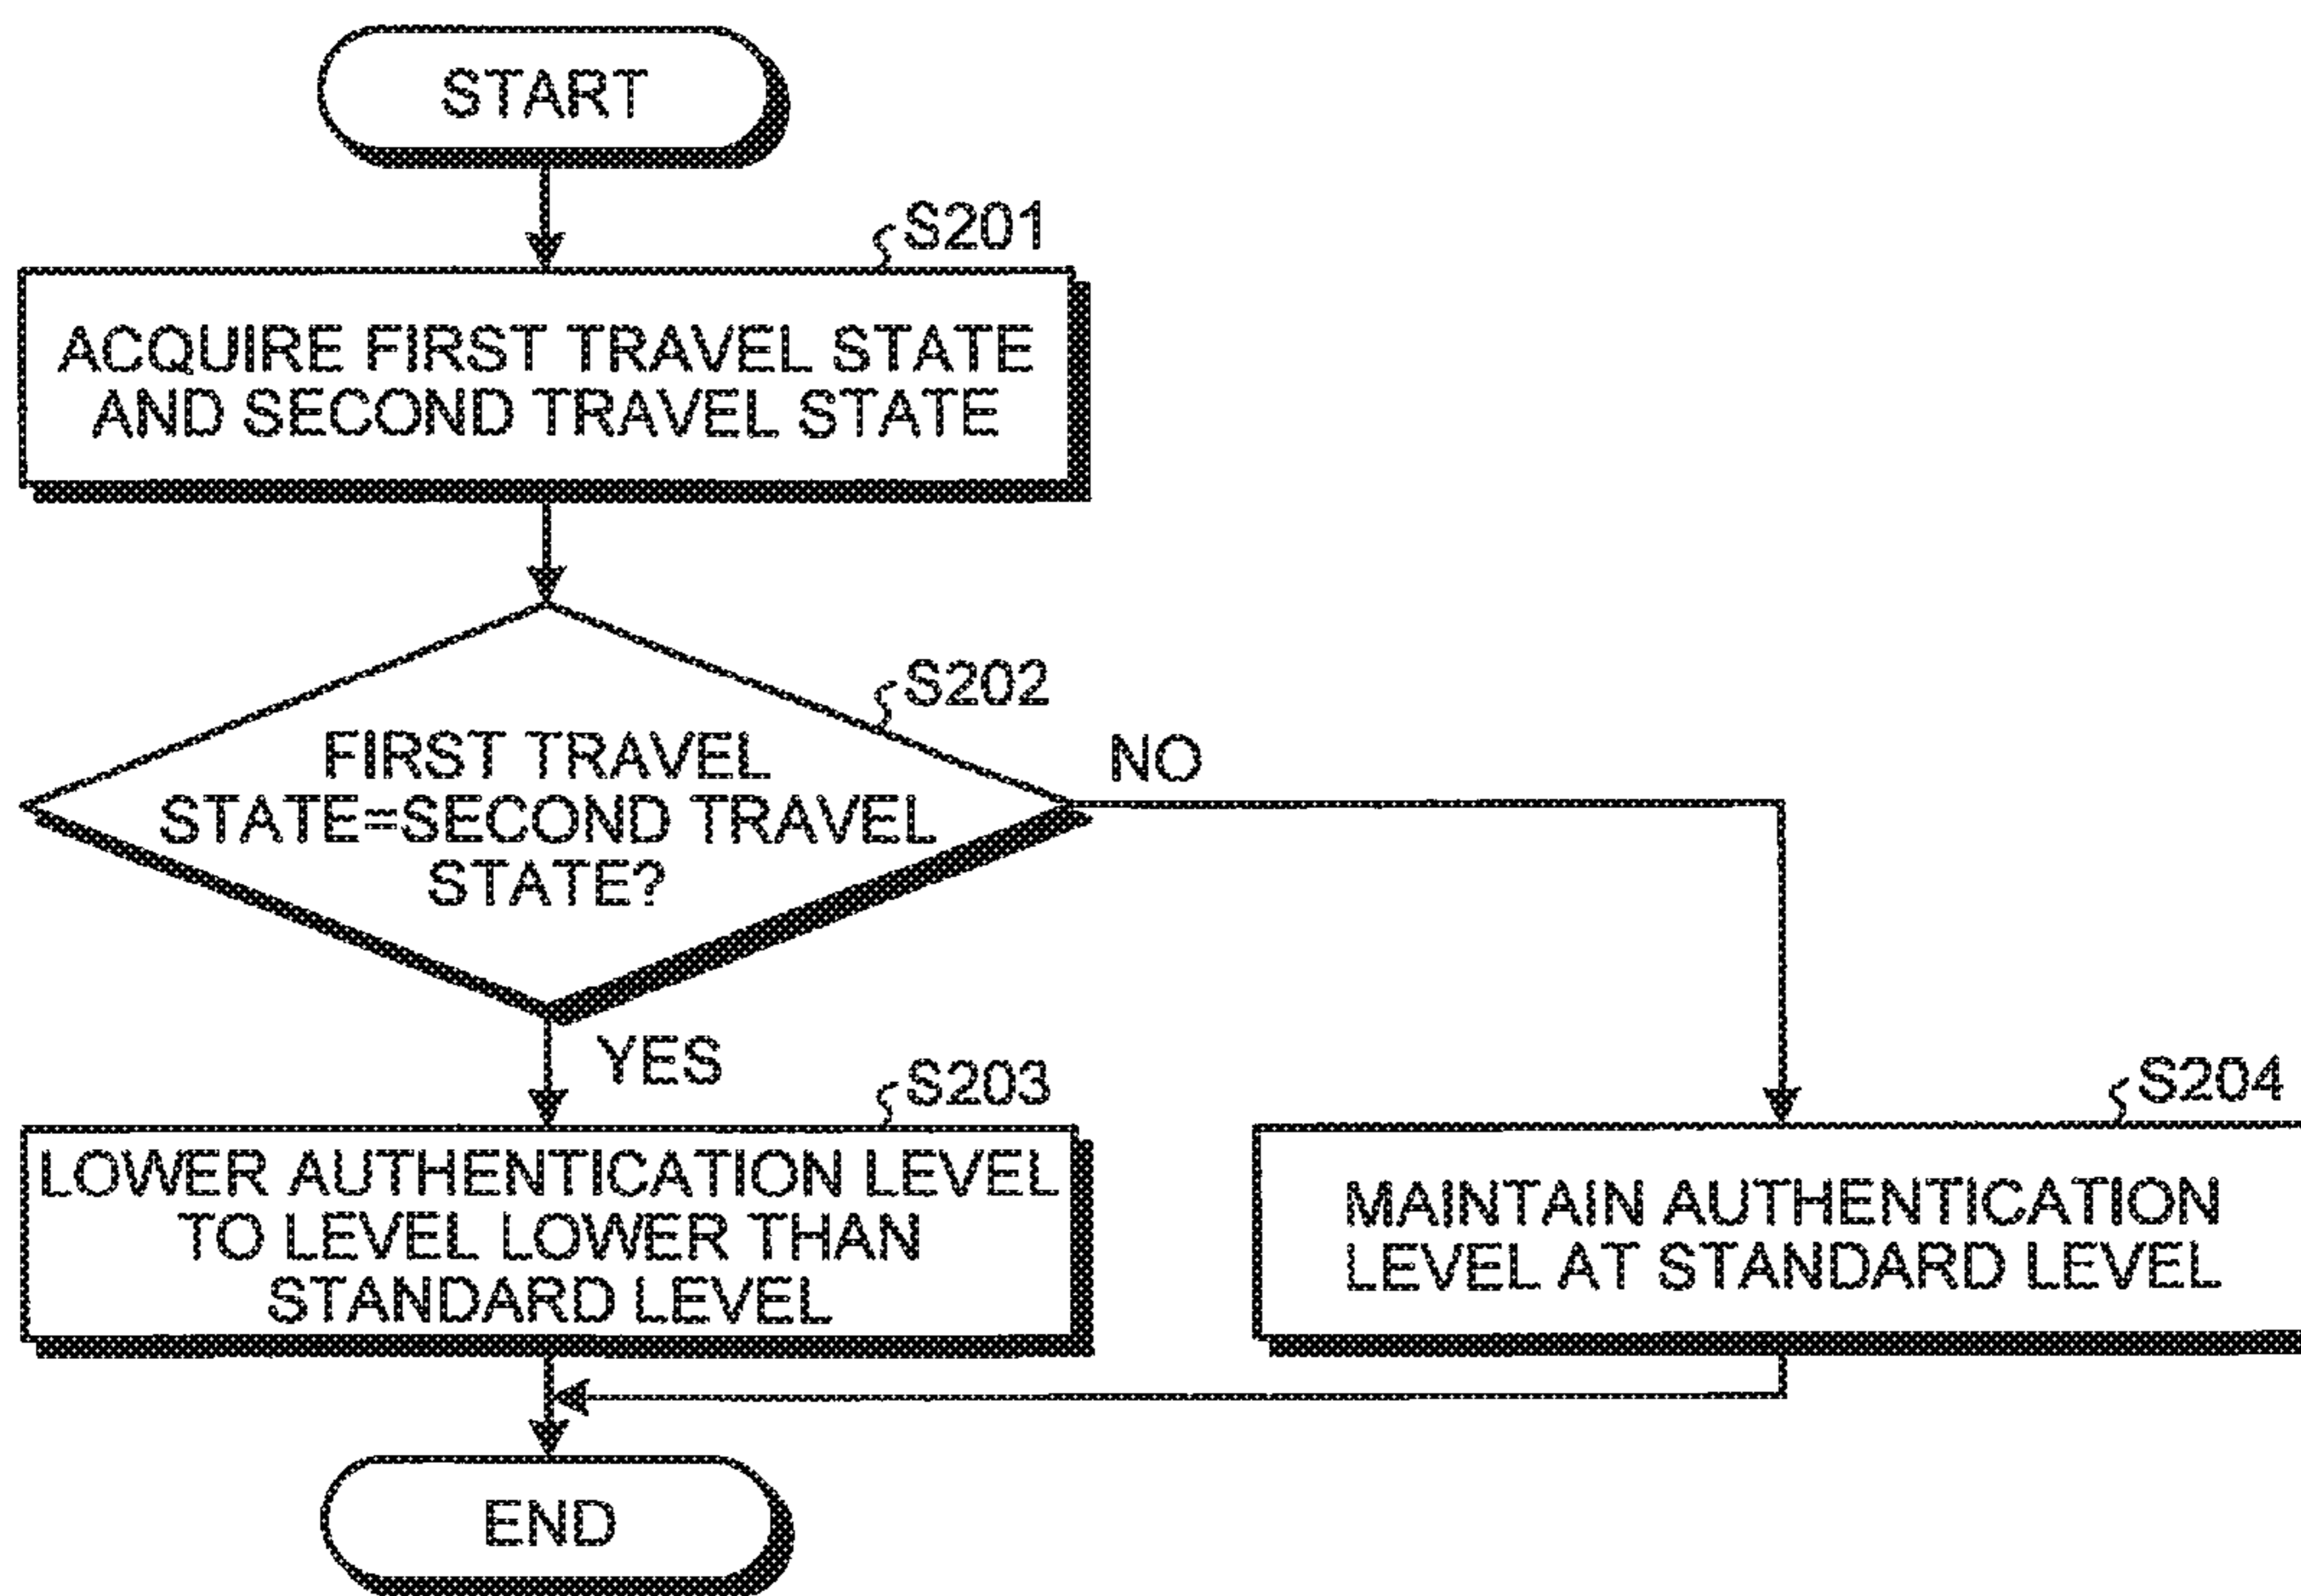 START
S201
ACQUIRE FIRST TRAVEL STATE
AND SECOND TRAVEL STATE
S202
FIRST TRAVEL
STATE=SECOND TRAVEL
STATE?
NO
YES
S203
LOWER AUTHENTICATION LEVEL
TO LEVEL LOWER THAN
STANDARD LEVEL
S204
MAINTAIN AUTHENTICATION
LEVEL AT STANDARD LEVEL
END